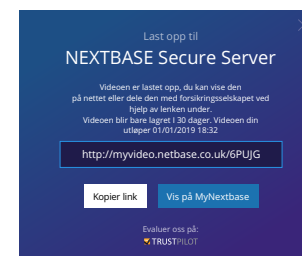 Last opp til
NEXTBASE Secure Server
Videoen er lastet opp, du kan vise den
på nettet eller dele den med forsikringsselskapet ved
hjelp av lenken under.
Videoen blir bare lagret I 30 dager. Videoen din
utløper 01/01/2019 18:32
http://myvideo.netbase.co.uk/6PUJG
Kopier link
Vis på MyNextbase
Evaluer oss på:
TRUSTPILOT